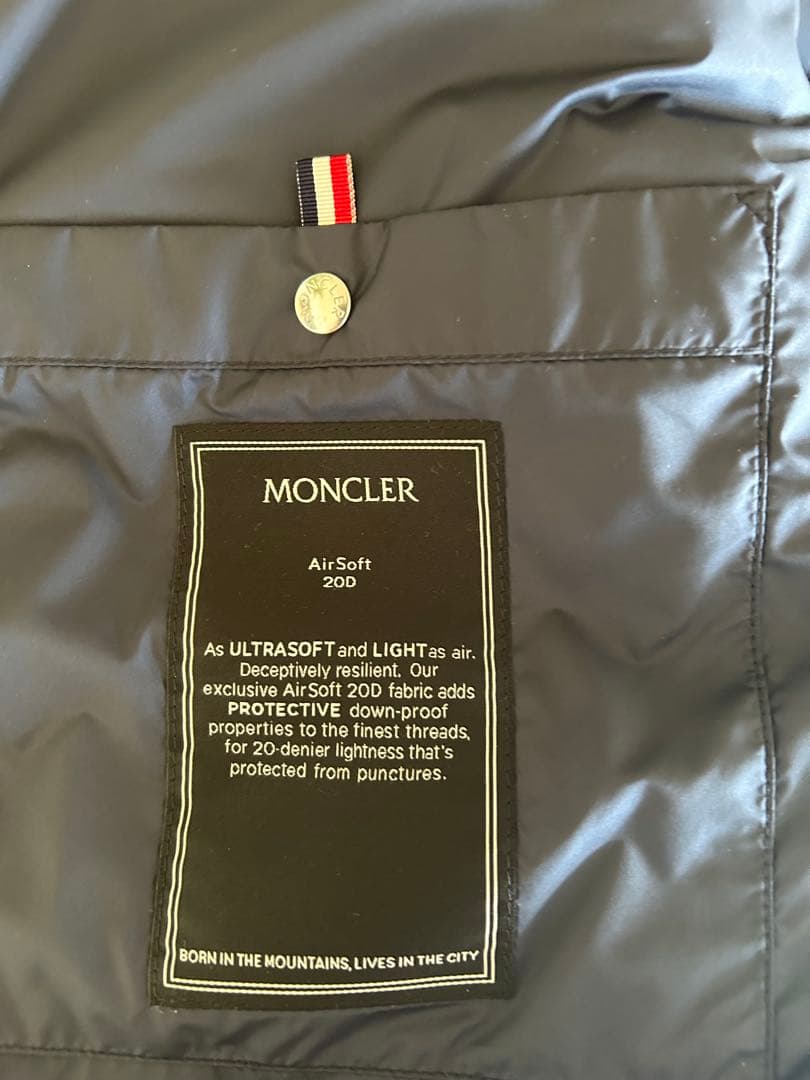 MONCLER
MONCLER
AirSoft
20D
As ULTRASOFT and LIGHT as air.
Deceptively resilient. Our
exclusive AirSoft 20D fabric adds
PROTECTIVE down-proof
properties to the finest threads,
for 20-denier lightness that's
protected from punctures.
BORN IN THE MOUNTAINS, LIVES IN THE CITY